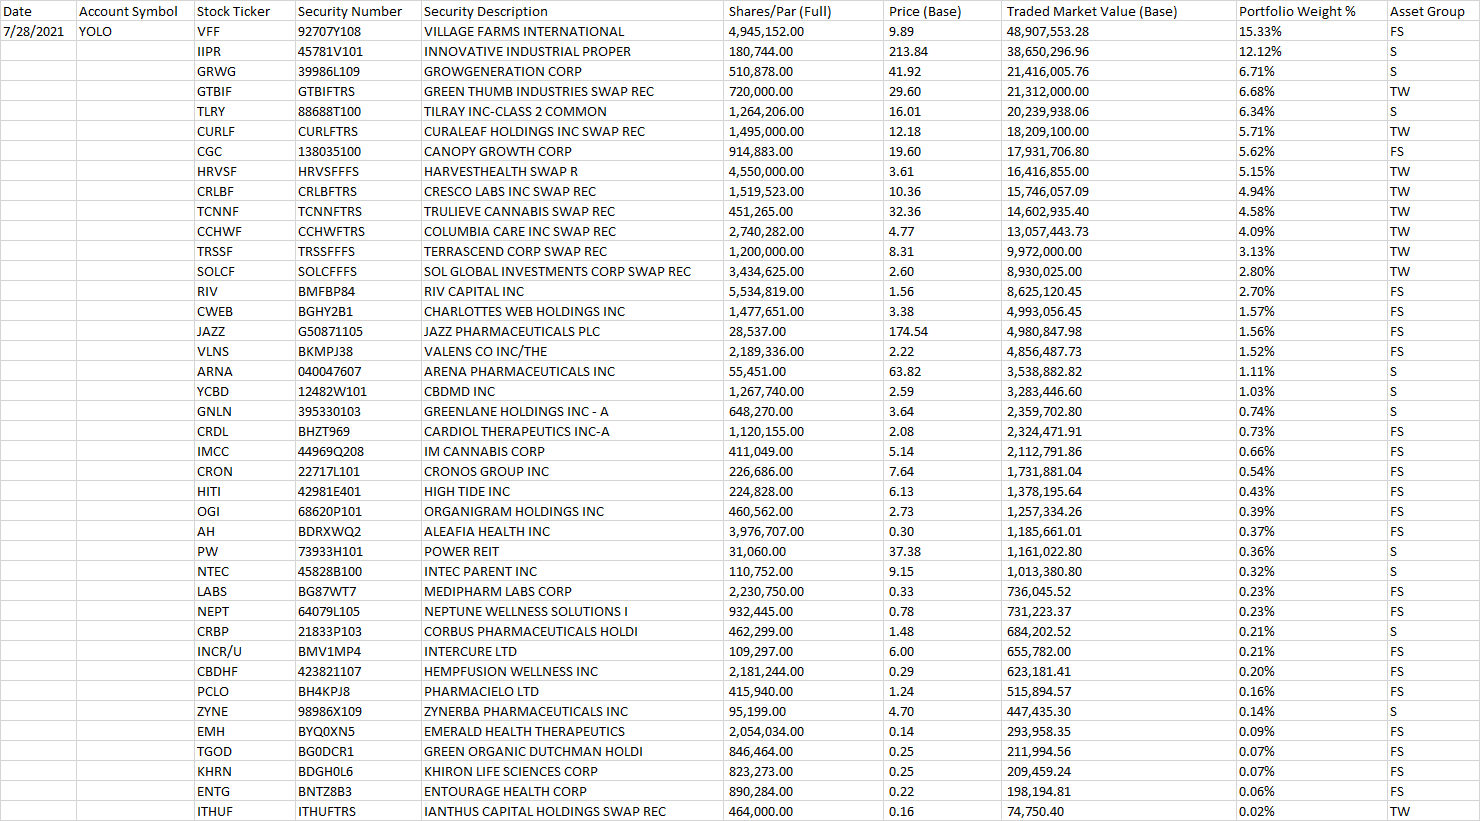 Date Account Symbol Stock Ticker Security Number Security Description Shares/Par (Full) Price (Base) Traded Market Value (Base) Portfolio Weight % Asset Group
7/28/2021 YOLO VFF 92707Y108 VILLAGE FARMS INTERNATIONAL 4,945,152.00 9.89 48,907,553.28 15.33% FS
IIPR 45781V101 INNOVATIVE INDUSTRIAL PROPER 180,744.00 213.84 38,650,296.96 12.12% S
GRWG 39986L109 GROWGENERATION CORP 510,878.00 41.92 21,416,005.76 6.71% S
GTBIF GTBIFTRS GREEN THUMB INDUSTRIES SWAP REC 720,000.00 29.60 21,312,000.00 6.68% TW
TLRY 88688T100 TILRAY INC-CLASS 2 COMMON 1,264,206.00 16.01 20,239,938.06 6.34% S
CURLF CURLFTRS CURALEAF HOLDINGS INC SWAP REC 1,495,000.00 12.18 18,209,100.00 5.71% TW
CGC 138035100 CANOPY GROWTH CORP 914,883.00 19.60 17,931,706.80 5.62% FS
HRVSF HRVSFFFS HARVESTHEALTH SWAP R 4,550,000.00 3.61 16,416,855.00 5.15% TW
CRLBF CRLBFTRS CRESCO LABS INC SWAP REC 1,519,523.00 10.36 15,746,057.09 4.94% TW
TCNNF TCNNFTRS TRULIEVE CANNABIS SWAP REC 451,265.00 32.36 14,602,935.40 4.58% TW
CCHWF CCHWFTRS COLUMBIA CARE INC SWAP REC 2,740,282.00 4.77 13,057,443.73 4.09% TW
TRSSF TRSSFFFS TERRASCEND CORP SWAP REC 1,200,000.00 8.31 9,972,000.00 3.13% TW
SOLCF SOLCFFFS SOL GLOBAL INVESTMENTS CORP SWAP REC 3,434,625.00 2.60 8,930,025.00 2.80% TW
RIV BMFBP84 RIV CAPITAL INC 5,534,819.00 1.56 8,625,120.45 2.70% FS
CWEB BGHY2B1 CHARLOTTES WEB HOLDINGS INC 1,477,651.00 3.38 4,993,056.45 1.57% FS
JAZZ G50871105 JAZZ PHARMACEUTICALS PLC 28,537.00 174.54 4,980,847.98 1.56% FS
VLNS BKMPJ38 VALENS CO INC/THE 2,189,336.00 2.22 4,856,487.73 1.52% FS
ARNA 040047607 ARENA PHARMACEUTICALS INC 55,451.00 63.82 3,538,882.82 1.11% S
YCBD 12482W101 CBDMD INC 1,267,740.00 2.59 3,283,446.60 1.03% S
GNLN 395330103 GREENLANE HOLDINGS INC - A 648,270.00 3.64 2,359,702.80 0.74% S
CRDL BHZT969 CARDIOL THERAPEUTICS INC-A 1,120,155.00 2.08 2,324,471.91 0.73% FS
IMCC 44969Q208 IM CANNABIS CORP 411,049.00 5.14 2,112,791.86 0.66% FS
CRON 22717L101 CRONOS GROUP INC 226,686.00 7.64 1,731,881.04 0.54% FS
HITI 42981E401 HIGH TIDE INC 224,828.00 6.13 1,378,195.64 0.43% FS
OGI 68620P101 ORGANIGRAM HOLDINGS INC 460,562.00 2.73 1,257,334.26 0.39% FS
AH BDRXWQ2 ALEAFIA HEALTH INC 3,976,707.00 0.30 1,185,661.01 0.37% FS
PW 73933H101 POWER REIT 31,060.00 37.38 1,161,022.80 0.36% S
NTEC 45828B100 INTEC PARENT INC 110,752.00 9.15 1,013,380.80 0.32% S
LABS BG87WT7 MEDIPHARM LABS CORP 2,230,750.00 0.33 736,045.52 0.23% FS
NEPT 64079L105 NEPTUNE WELLNESS SOLUTIONS I 932,445.00 0.78 731,223.37 0.23% FS
CRBP 21833P103 CORBUS PHARMACEUTICALS HOLDI 462,299.00 1.48 684,202.52 0.21% S
INCR/U BMV1MP4 INTERCURE LTD 109,297.00 6.00 655,782.00 0.21% FS
CBDHF 423821107 HEMPFUSION WELLNESS INC 2,181,244.00 0.29 623,181.41 0.20% FS
PCLO BH4KPJ8 PHARMACIELO LTD 415,940.00 1.24 515,894.57 0.16% FS
ZYNE 98986X109 ZYNERBA PHARMACEUTICALS INC 95,199.00 4.70 447,435.30 0.14% S
EMH BYQ0XN5 EMERALD HEALTH THERAPEUTICS 2,054,034.00 0.14 293,958.35 0.09% FS
TGOD BG0DCR1 GREEN ORGANIC DUTCHMAN HOLDI 846,464.00 0.25 211,994.56 0.07% FS
KHRN BDGH0L6 KHIRON LIFE SCIENCES CORP 823,273.00 0.25 209,459.24 0.07% FS
ENTG BNTZ8B3 ENTOURAGE HEALTH CORP 890,284.00 0.22 198,194.81 0.06% FS
ITHUF ITHUFTRS IANTHUS CAPITAL HOLDINGS SWAP REC 464,000.00 0.16 74,750.40 0.02% TW